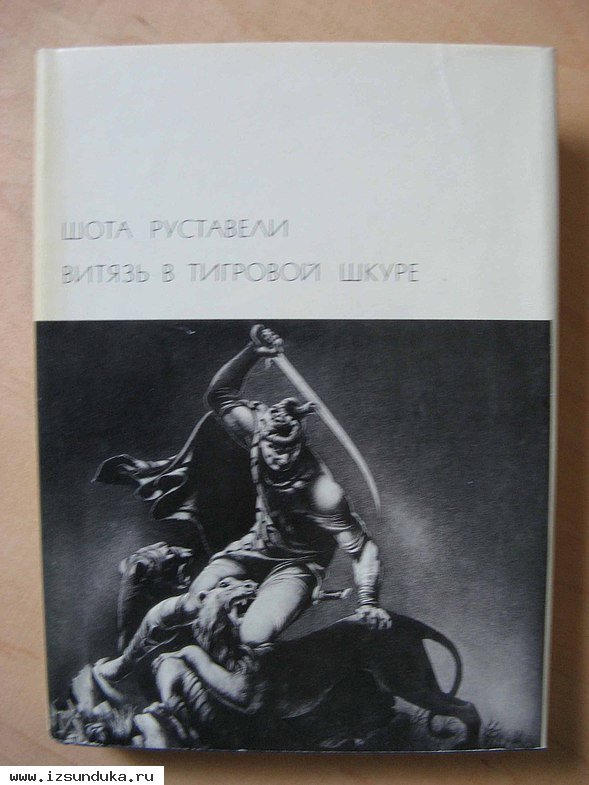 ШОТА РУСТАВЕЛИ
ВИТЯЗЬ В ТИГРОВОЙ ШКУРЕ
www.izsunduka.ru